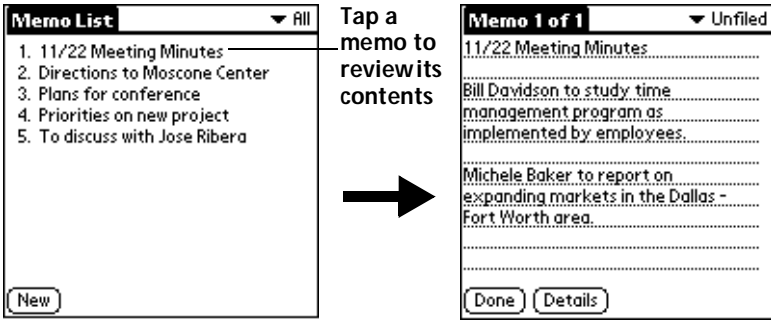 Memo List
All
1. 11/22 Meeting Minutes
2. Directions to Moscone Center
3. Plans for conference
4. Priorities on new project
5. To discuss with Jose Ribera
New
Tap a
memo to
review its
contents
Memo 1 of 1
Unfiled
11/22 Meeting Minutes
Bill Davidson to study time
management program as
implemented by employees.
Michele Baker to report on
expanding markets in the Dallas -
Fort Worth area.
Done
Details